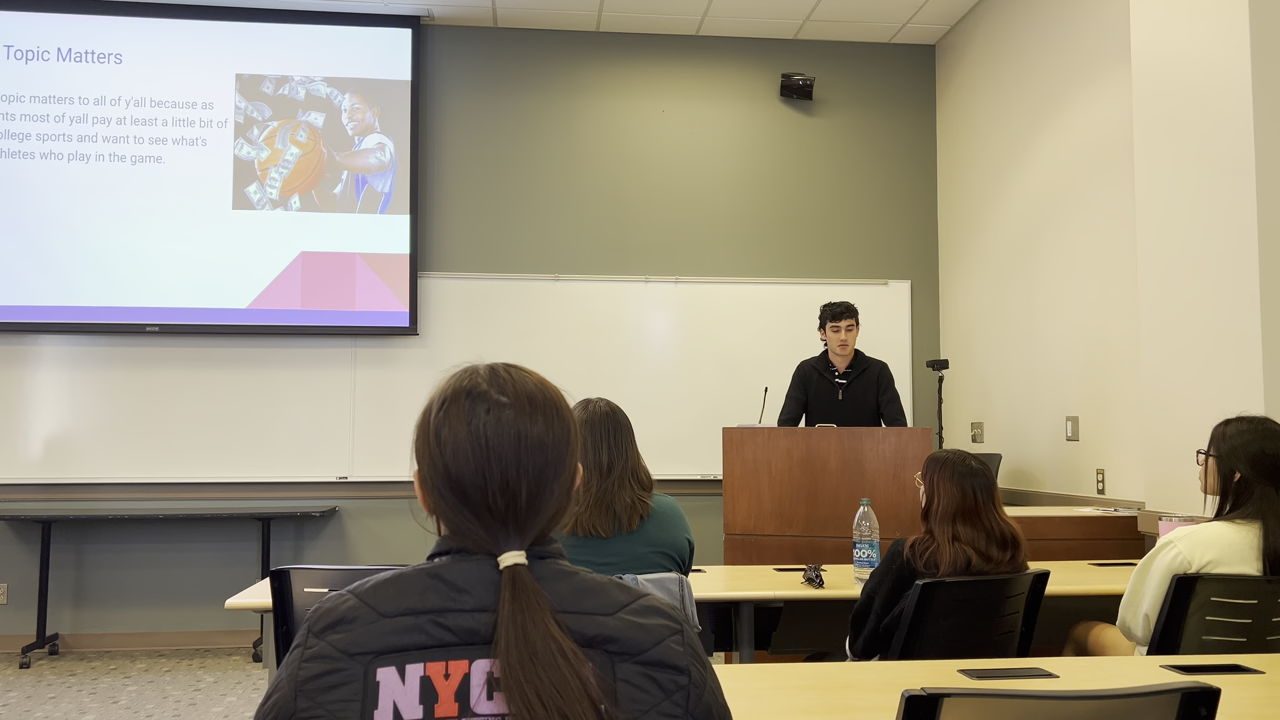 Topic Matters
opic matters to all of y'all because as
nts most of yall pay at least a little bit of
ollege sports and want to see what's
hletes who play in the game.
NYC
100%